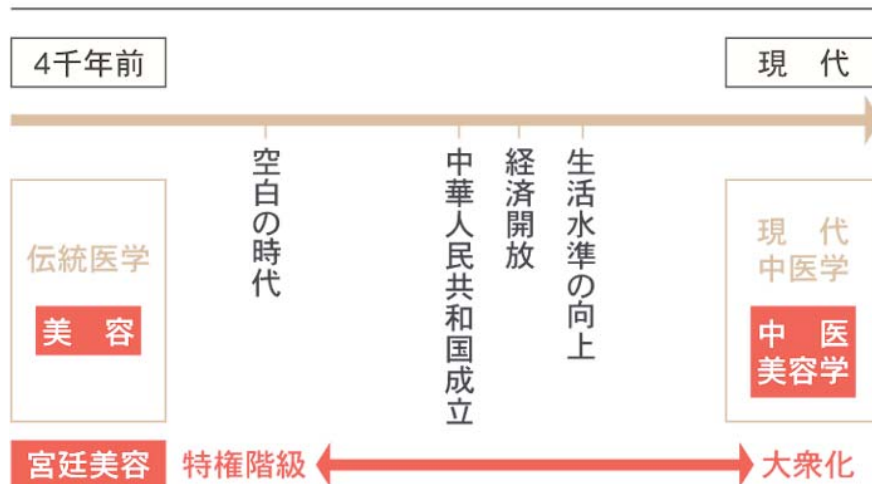 4千年前
現 代
空白の時代
中華人民共和国成立
経済開放
生活水準の向上
伝統医学
美 容
現 代
中医学
中 医
美容学
宮廷美容
特権階級
大衆化